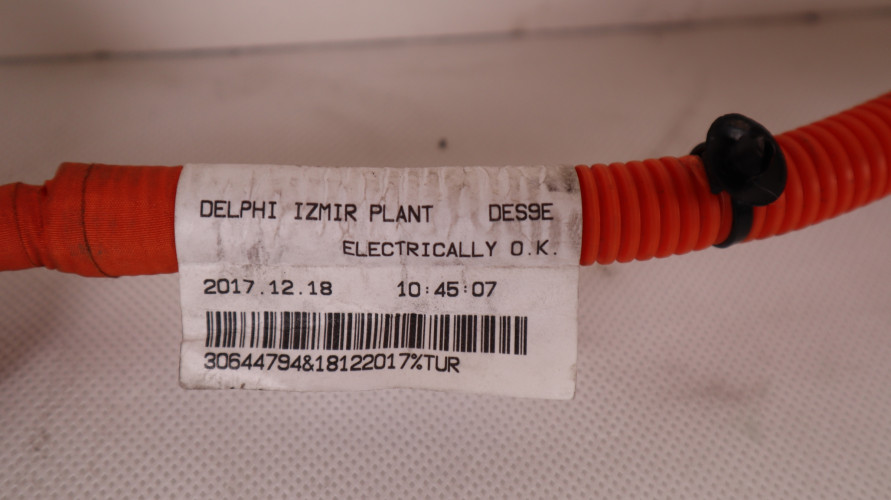 DELPHI IZMIR PLANT DES9E
ELECTRICALLY O.K.
2017.12.18 10:45:07
30644794&18122017%TUR